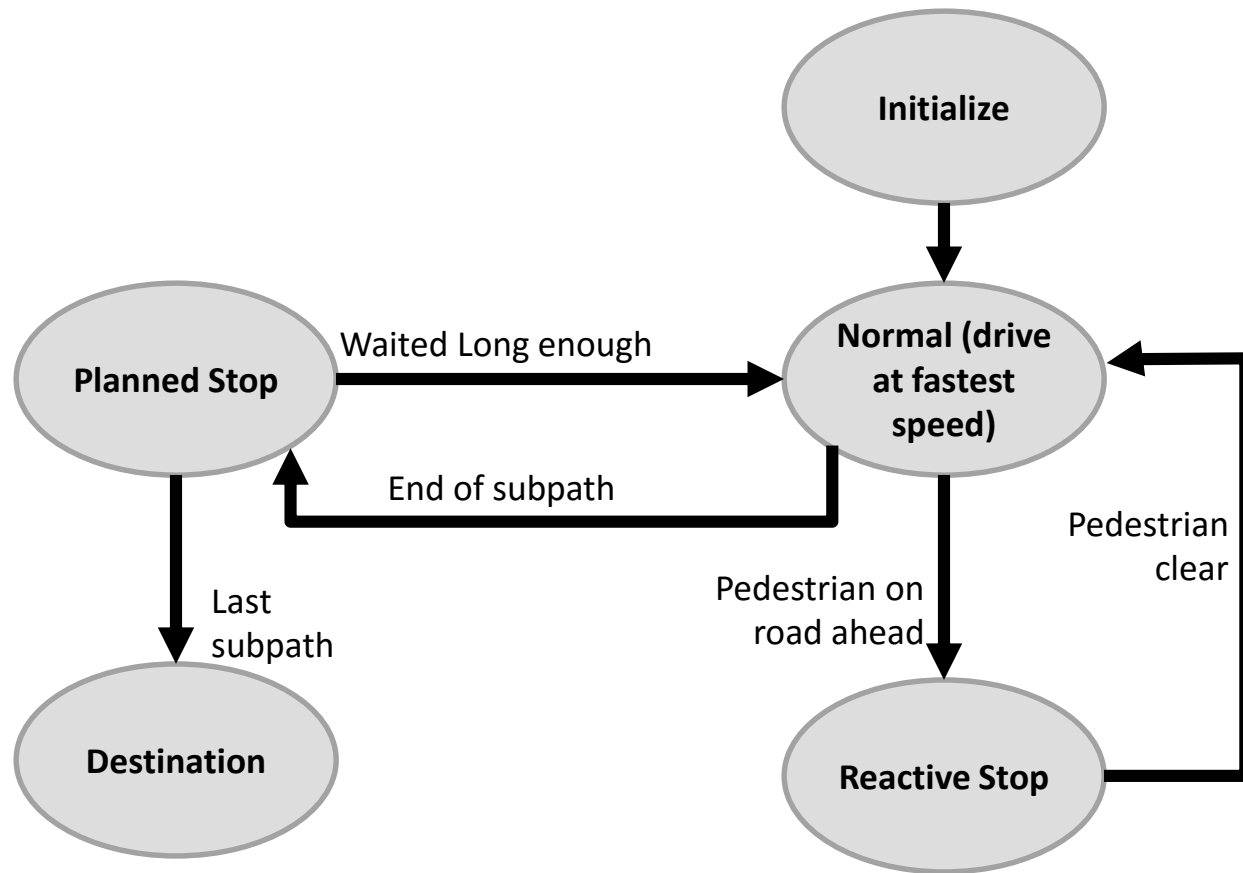 Initialize
Planned Stop
Waited Long enough
Normal (drive
at fastest
speed)
End of subpath
Pedestrian
clear
Last
subpath
Pedestrian on
road ahead
Destination
Reactive Stop